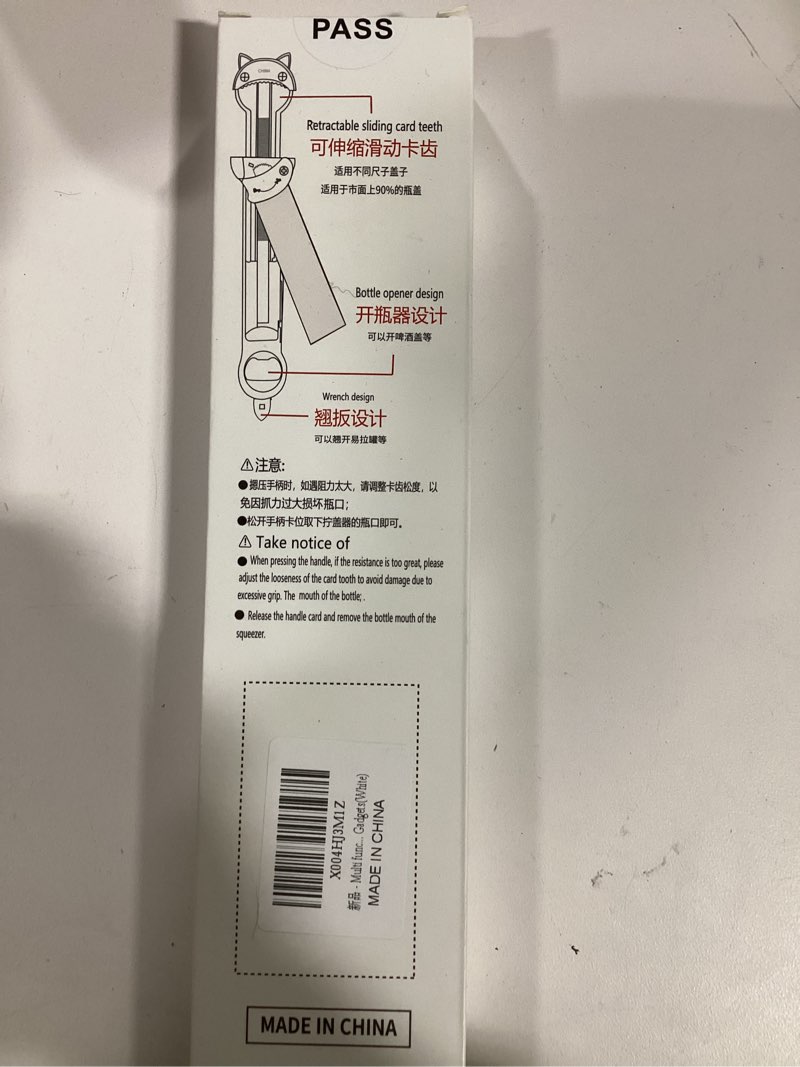 PASS
CHINA
Retractable sliding card teeth
可伸缩滑动卡齿
适用不同尺子盖子
适用于市面上90%的瓶盖
Bottle opener design
开瓶器设计
可以开啤酒盖等
Wrench design
翘扳设计
可以翘开易拉罐等
⚠注意:
●摁压手柄时，如遇阻力太大，请调整卡齿松度，以
免因抓力过大损坏瓶口；
●松开手柄卡位取下拧盖器的瓶口即可。
⚠ Take notice of
● When pressing the handle, if the resistance is too great, please
adjust the looseness of the card tooth to avoid damage due to
excessive grip. The mouth of the bottle; .
● Release the handle card and remove the bottle mouth of the
squeezer.
X004HJ3M1Z
新品 - Multi func... Gadgets(White)
MADE IN CHINA
MADE IN CHINA